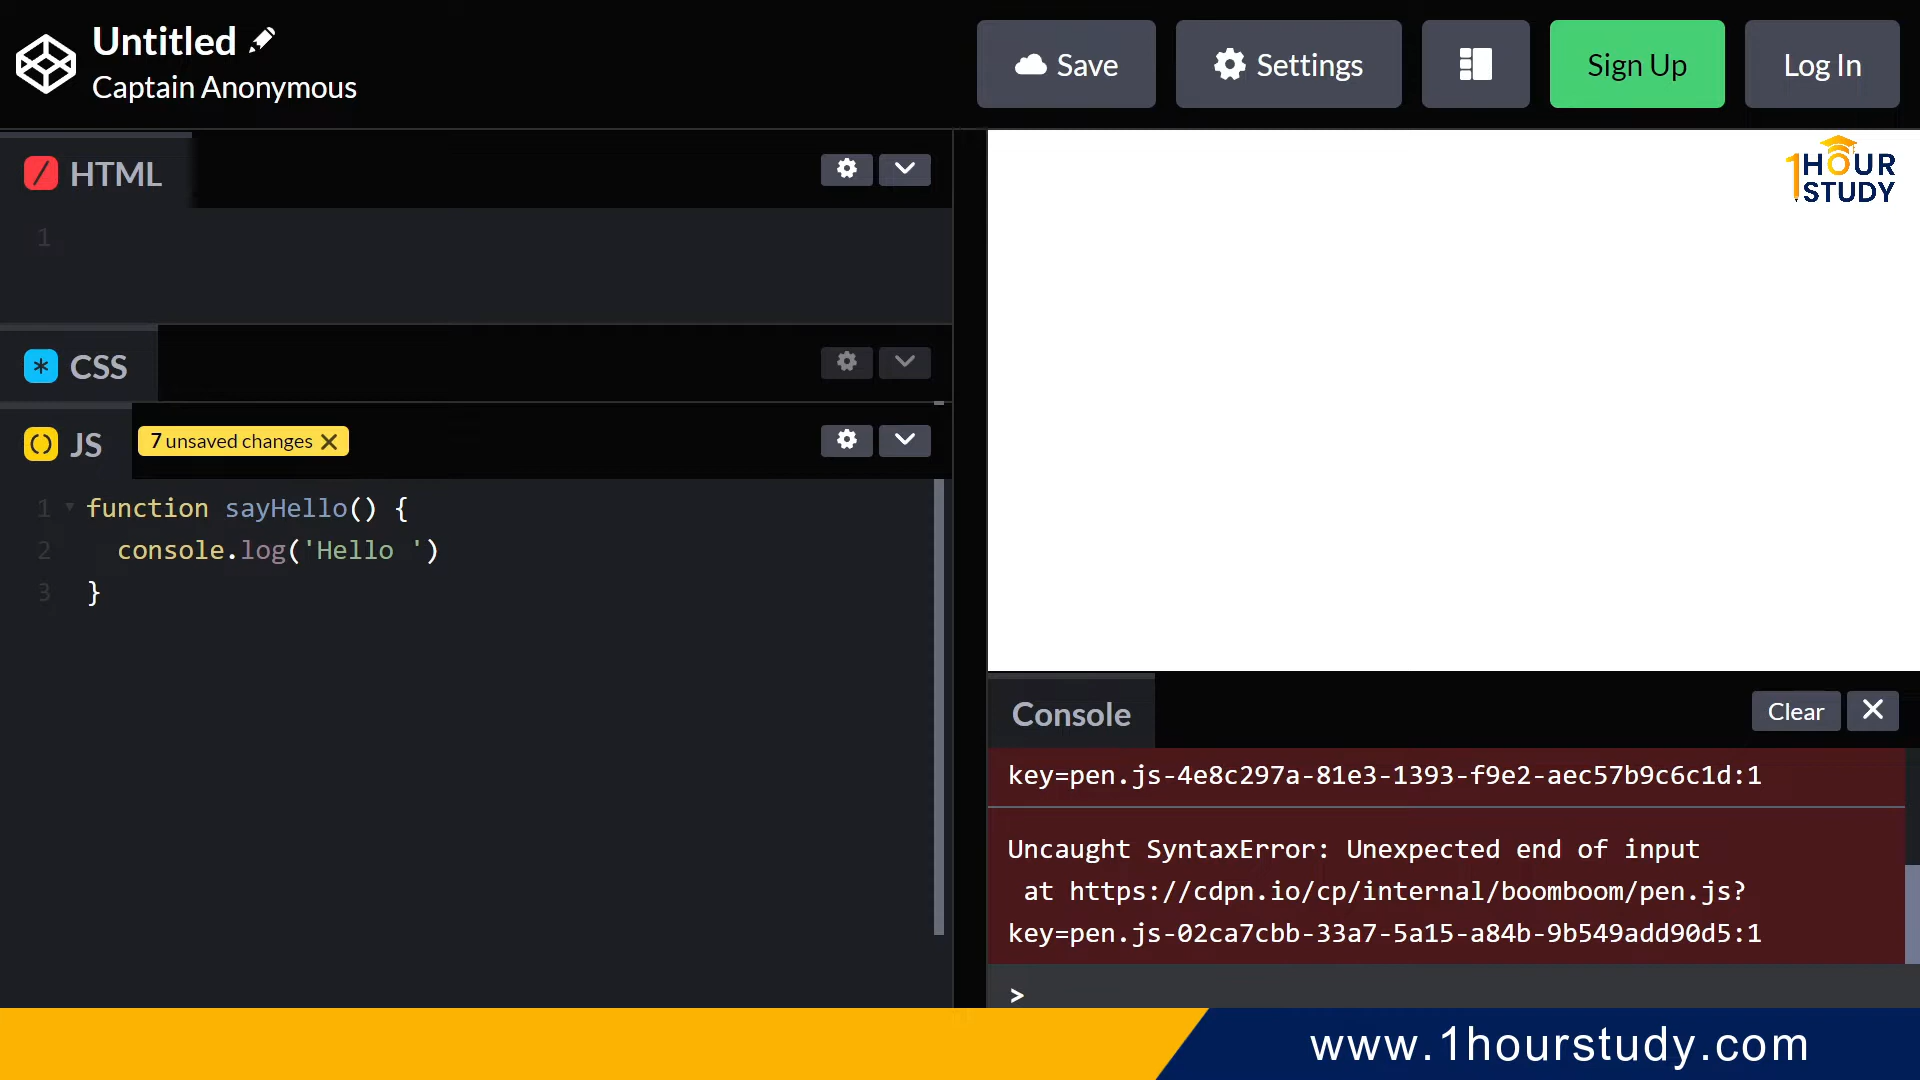 Untitled
Captain Anonymous
Save
Settings
Sign Up
Log In
HTML
1
CSS
JS
7 unsaved changes
1 function sayHello() {
2 console.log('Hello ')
3 }
1HOUR
STUDY
Console
Clear
key=pen.js-4e8c297a-81e3-1393-f9e2-aec57b9c6c1d:1
Uncaught SyntaxError: Unexpected end of input
at https://cdpn.io/cp/internal/boomboom/pen.js?
key=pen.js-02ca7cbb-33a7-5a15-a84b-9b549add90d5:1
>
www.1hourstudy.com